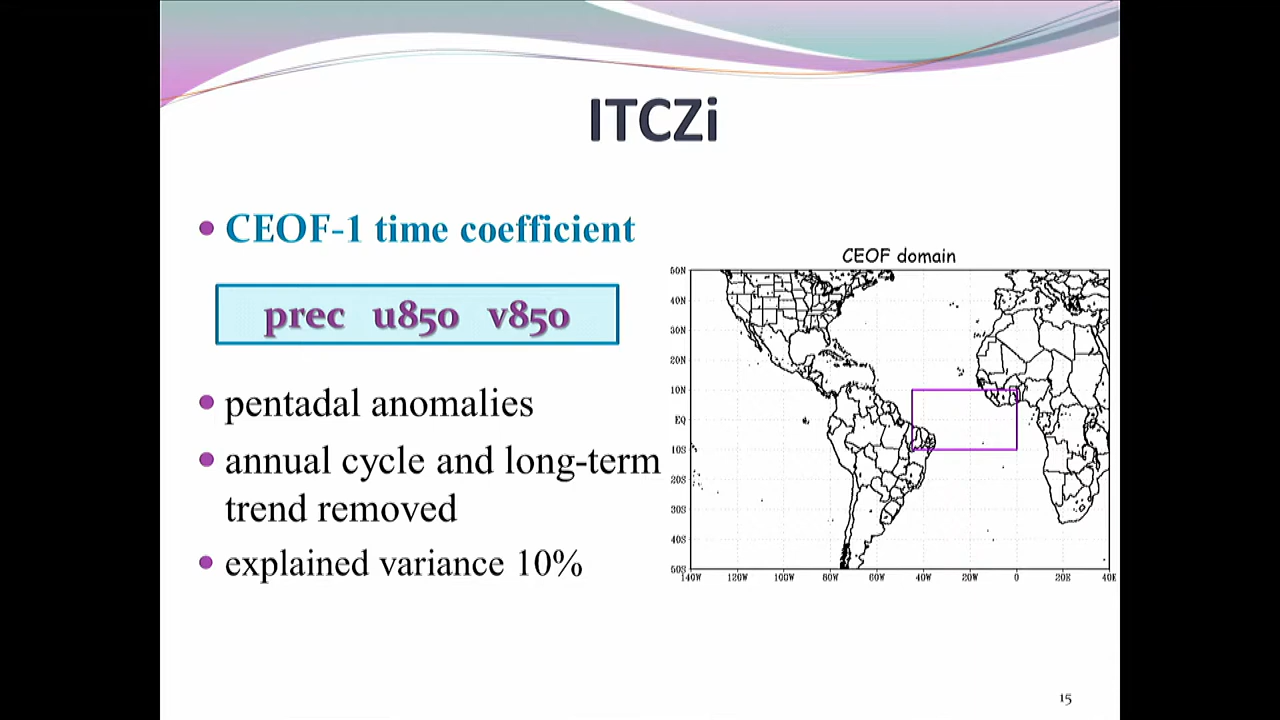 ITCZi
CEOF-1 time coefficient
prec u850 v850
pentadal anomalies
annual cycle and long-term
trend removed
explained variance 10%
CEOF domain
50N
40N
30N
20N
10N
EQ
10S
20S
30S
40S
50S
140W 120W 100W 80W 60W 40W 20W 0 20E 40E
15